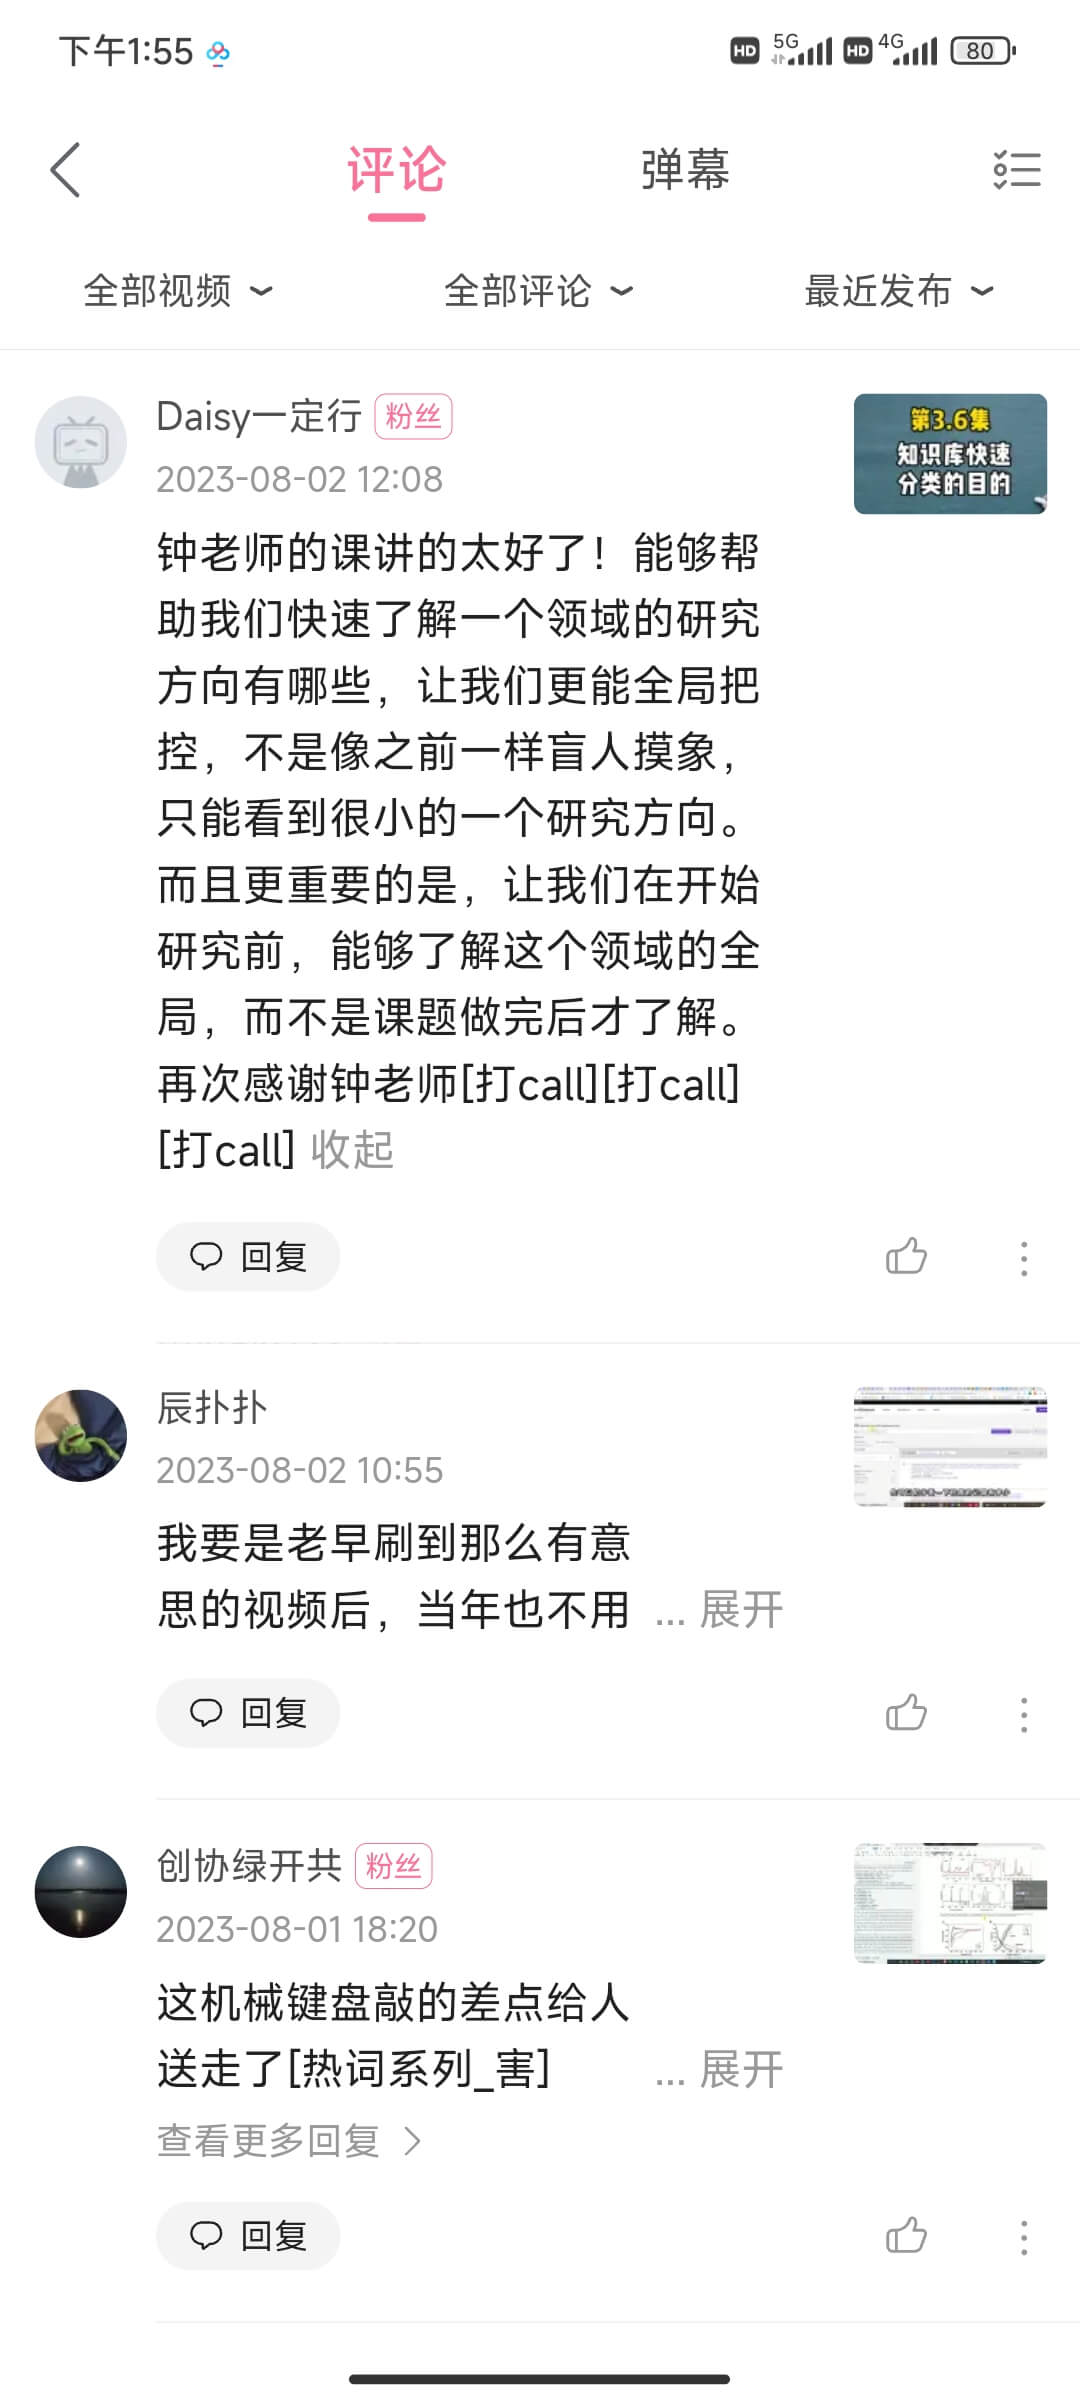 下午1:55
HD 5G HD 4G 80
评论 弹幕
全部视频 全部评论 最近发布
Daisy一定行 粉丝
2023-08-02 12:08
第3.6集
知识库快速
分类的目的
钟老师的课讲的太好了！能够帮
助我们快速了解一个领域的研究
方向有哪些，让我们更能全局把
控，不是像之前一样盲人摸象，
只能看到很小的一个研究方向。
而且更重要的是，让我们在开始
研究前，能够了解这个领域的全
局，而不是课题做完后才了解。
再次感谢钟老师[打call][打call]
[打call] 收起
回复
辰扑扑
2023-08-02 10:55
我要是老早刷到那么有意
思的视频后，当年也不用 ... 展开
回复
创协绿开共 粉丝
2023-08-01 18:20
这机械键盘敲的差点给人
送走了[热词系列_害] ... 展开
查看更多回复
回复